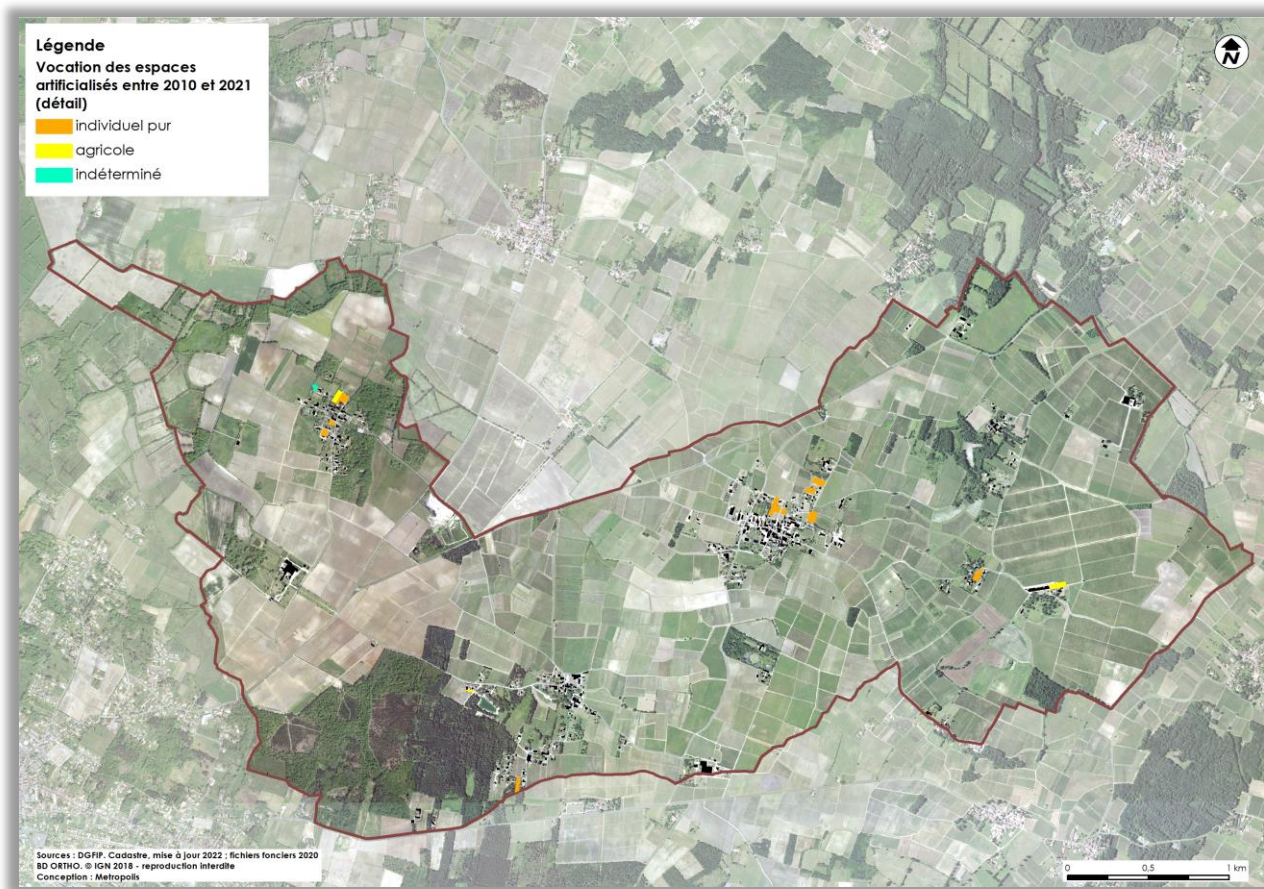 Légende
Vocation des espaces
artificialisés entre 2010 et 2021
(détail)
individuel pur
agricole
indéterminé
N
Sources : DGFIP. Cadastre, mise à jour 2022 ; fichiers fonciers 2020
BD ORTHO. © IGN 2018 - reproduction interdite
Conception : Metropolis
0 0,5 1 km